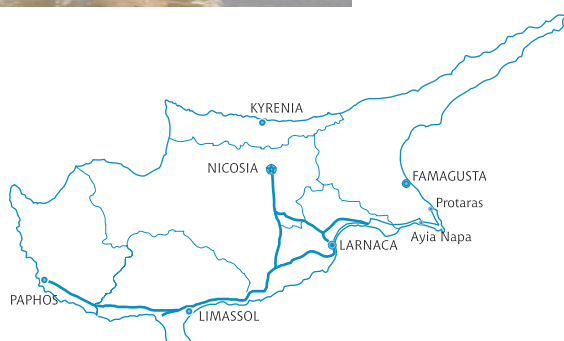 KYRENIA
NICOSIA
FAMAGUSTA
Protaras
Ayia Napa
LARNACA
PAPHOS
LIMASSOL